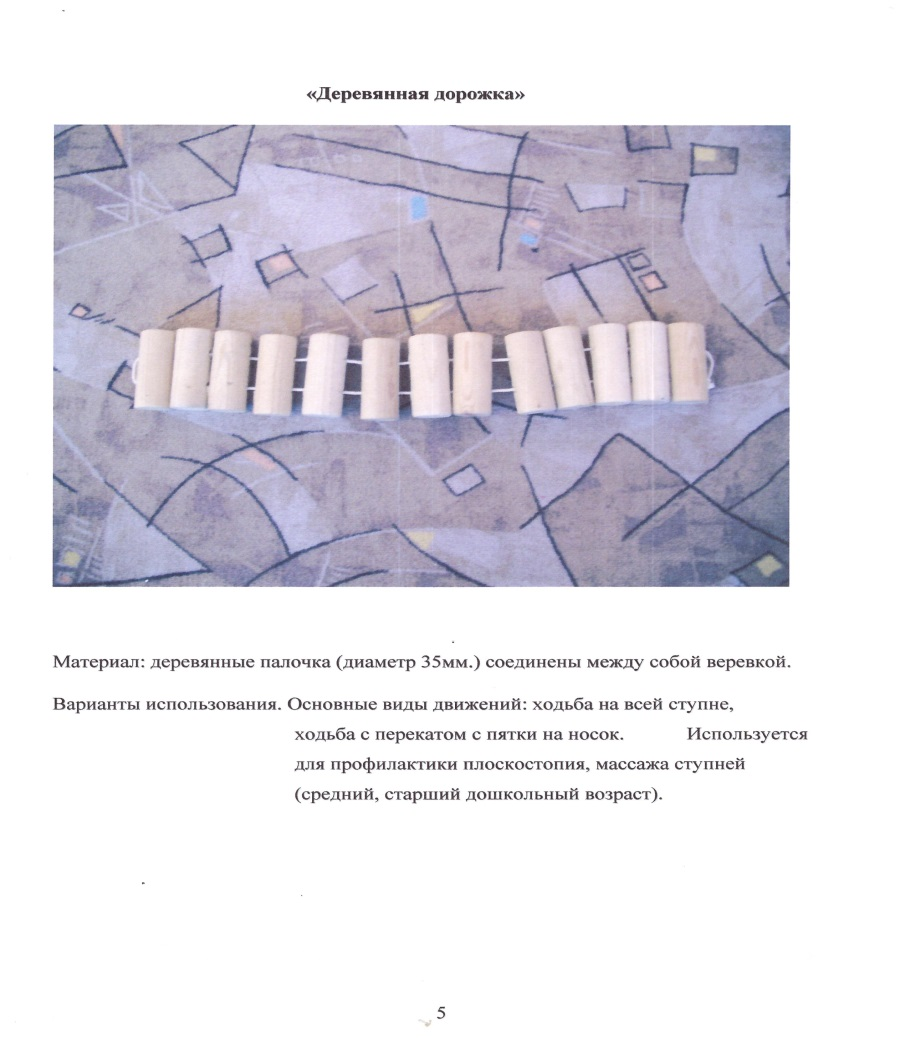 «Деревянная дорожка»
Материал: деревянные палочка (диаметр 35мм.) соединены между собой веревкой.
Варианты использования. Основные виды движений: ходьба на всей ступне,
ходьба с перекатом с пятки на носок. Используется
для профилактики плоскостопия, массажа ступней
(средний, старший дошкольный возраст).
5